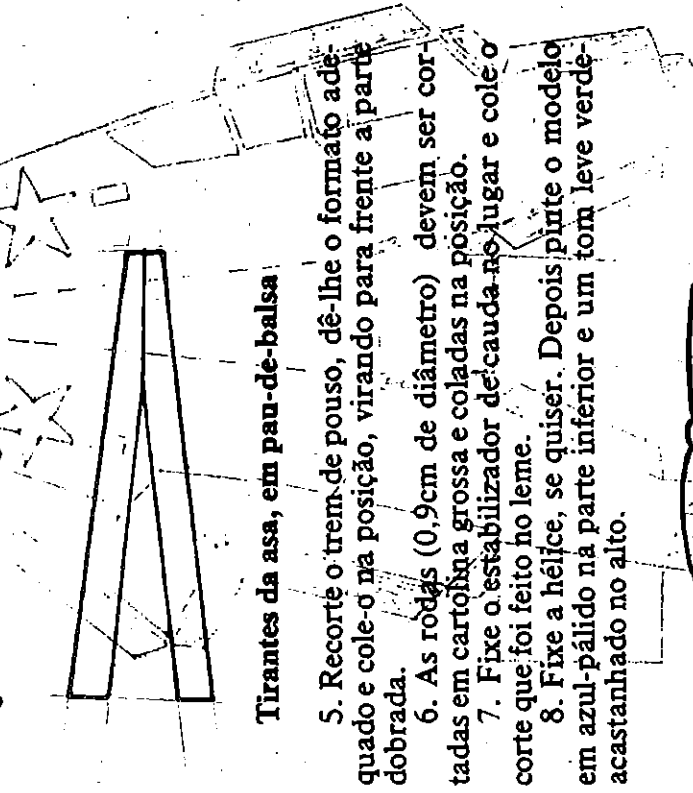 Tirantes da asa, em pau-de-balsa
5. Recorte o trem de pouso, dê-lhe o formato ade-
quado e cole-o na posição, virando para frente a parte
dobrada.
6. As rodas (0,9cm de diâmetro) devem ser cor-
tadas em cartolina grossa e coladas na posição.
7. Fixe o estabilizador de cauda no lugar e cole o
corte que foi feito no leme.
8. Fixe a hélice, se quiser. Depois pinte o modelo
em azul-pálido na parte inferior e um tom leve verde-
acastanhado no alto.